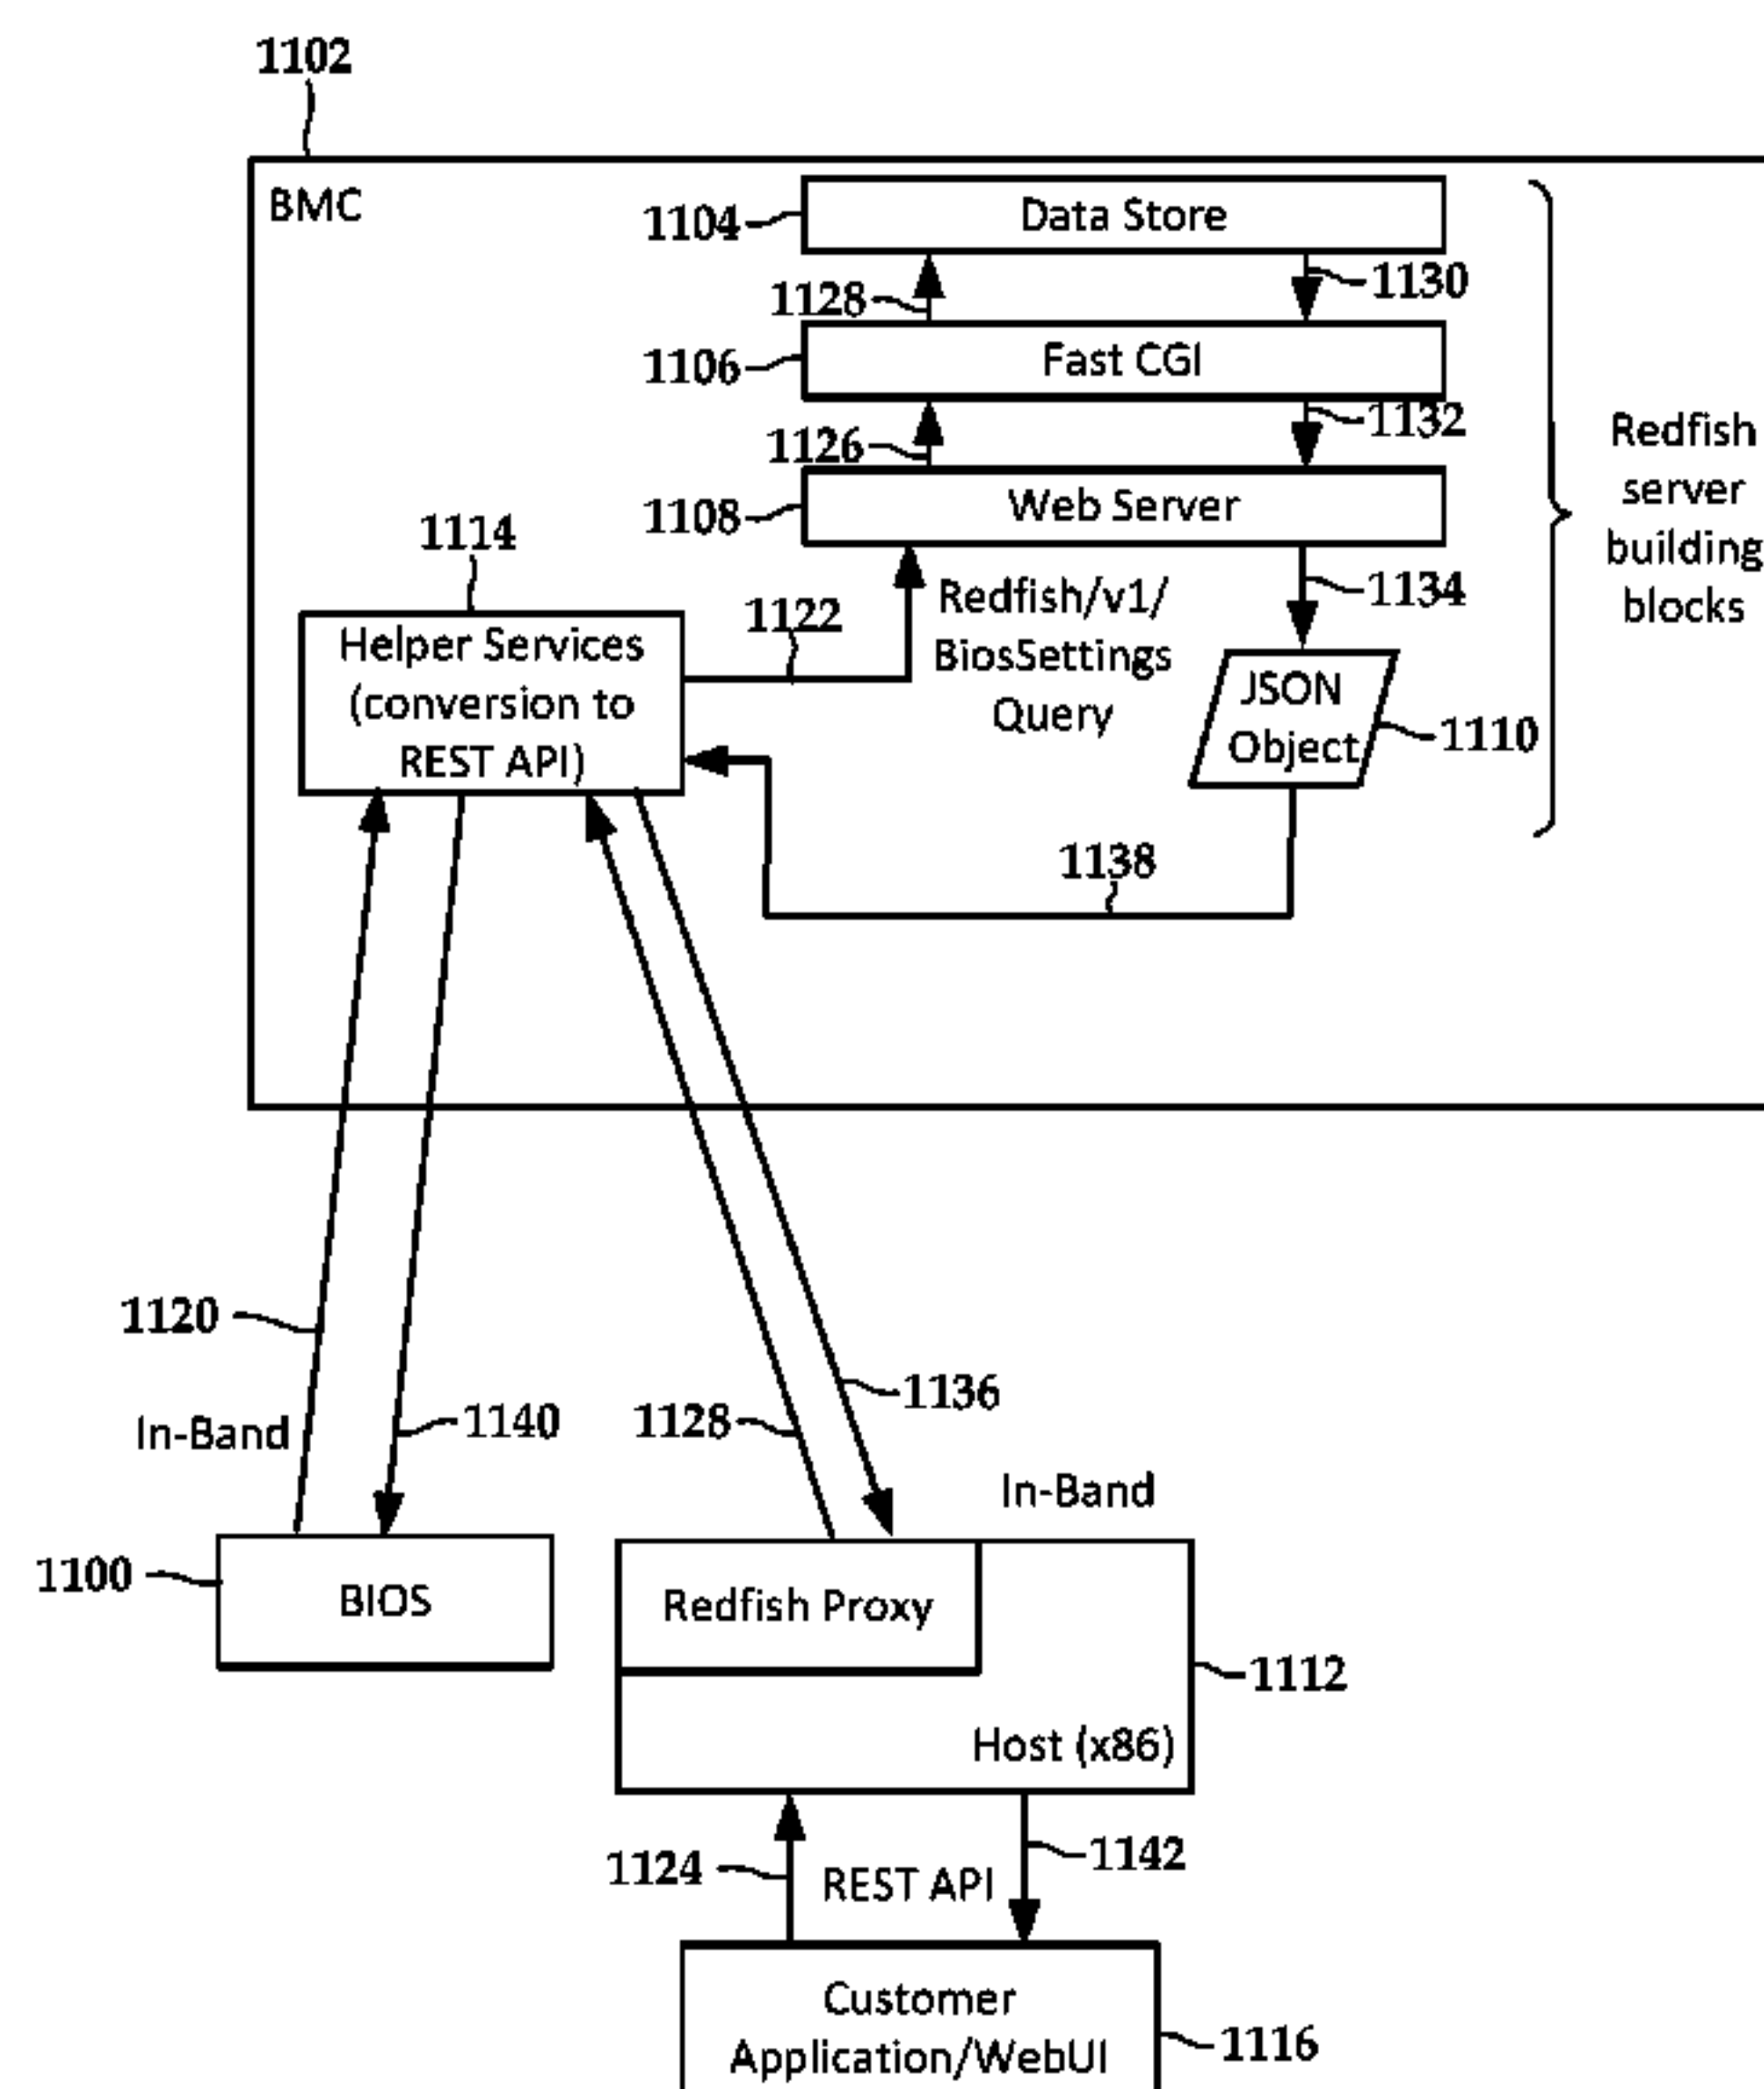 1102
BMC
1104
Data Store
1128
1130
1106
Fast CGI
1132
1126
1108
Web Server
Redfish
server
building
blocks
1114
1122
Redfish/v1/
BiosSettings
Query
1134
Helper Services
(conversion to
REST API)
JSON
Object
1110
1138
1120
In-Band
1140
1128
1136
In-Band
1100
BIOS
Redfish Proxy
1112
Host (x86)
1124
REST API
1142
Customer
Application/WebUI
1116